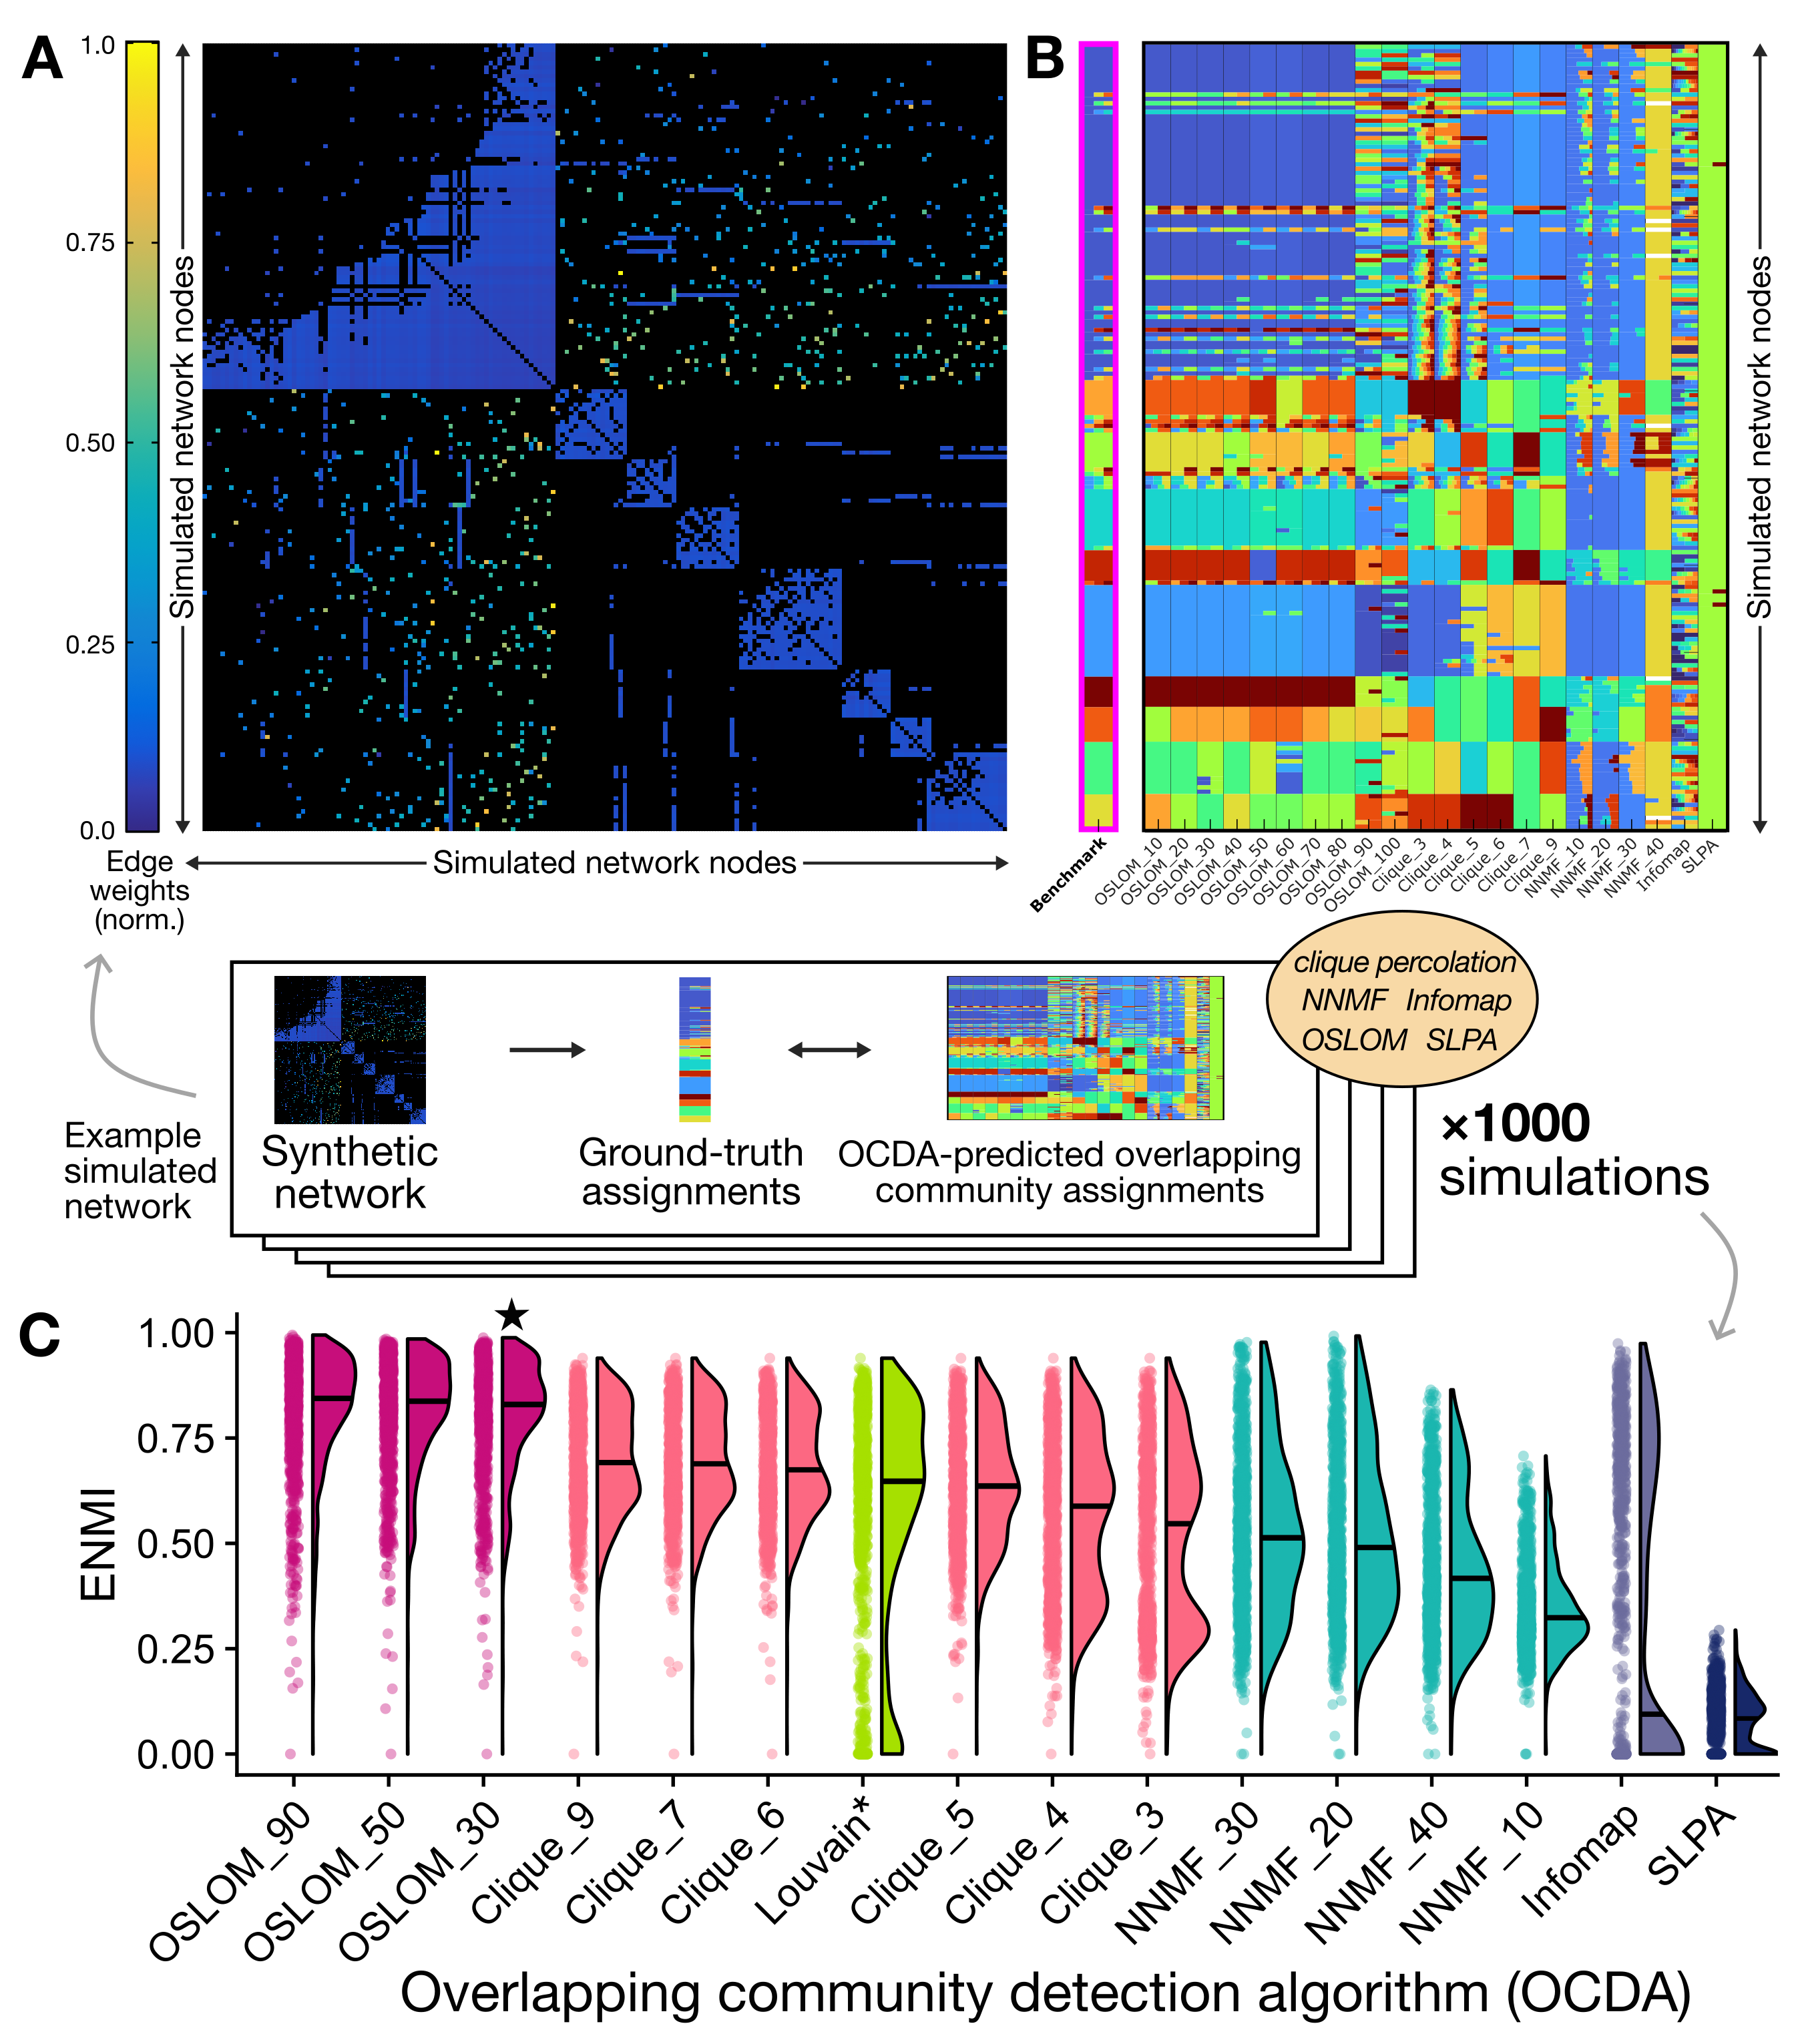 A
1.0
0.75
0.50
0.25
0.0
Edge
weights
(norm.)
Simulated network nodes
Simulated network nodes
B
Simulated network nodes
Benchmark
OSLOM_10
OSLOM_20
OSLOM_30
OSLOM_40
OSLOM_50
OSLOM_60
OSLOM_70
OSLOM_80
OSLOM_90
OSLOM_100
Clique_3
Clique_4
Clique_5
Clique_6
Clique_7
Clique_9
NNMF_10
NNMF_20
NNMF_30
NNMF_40
Infomap
SLPA
clique percolation
NNMF Infomap
OSLOM SLPA
Example
simulated
network
Synthetic
network
Ground-truth
assignments
OCDA-predicted overlapping
community assignments
×1000
simulations
C
ENMI
1.00
0.75
0.50
0.25
0.00
★
OSLOM_90
OSLOM_50
OSLOM_30
Clique_9
Clique_7
Clique_6
Louvain*
Clique_5
Clique_4
Clique_3
NNMF_30
NNMF_20
NNMF_40
NNMF_10
Infomap
SLPA
Overlapping community detection algorithm (OCDA)